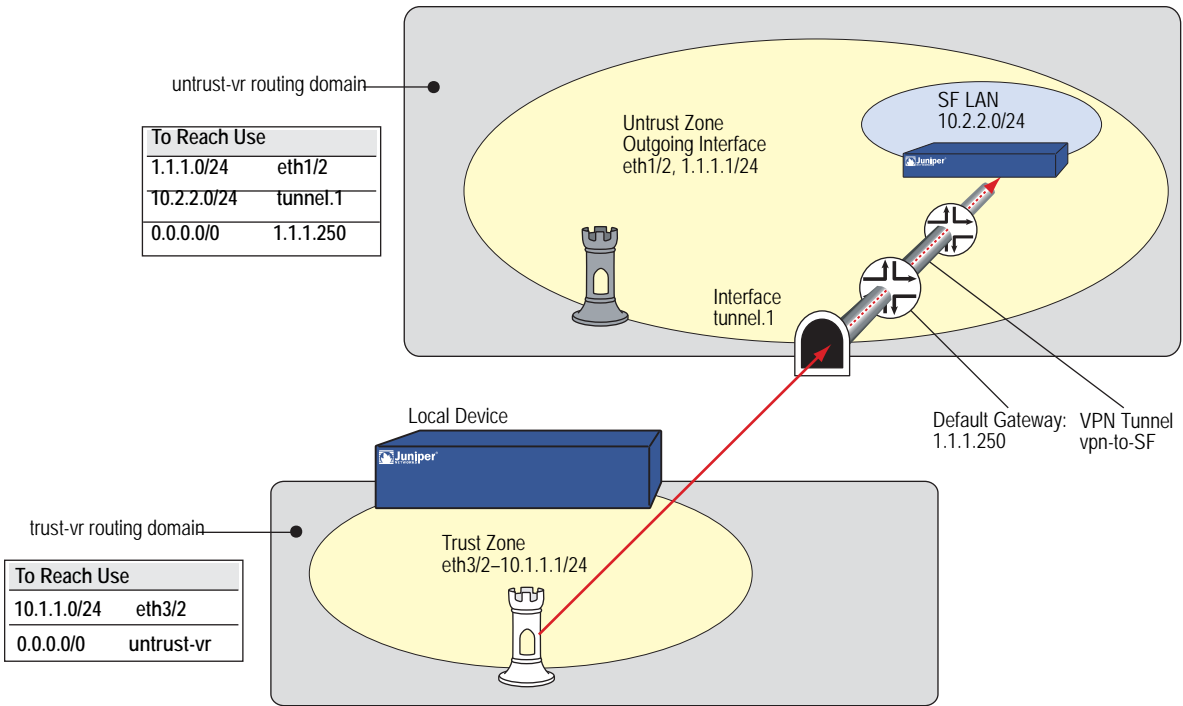 untrust-vr routing domain
To Reach Use
1.1.1.0/24 eth1/2
10.2.2.0/24 tunnel.1
0.0.0.0/0 1.1.1.250
Untrust Zone
Outgoing Interface
eth1/2, 1.1.1.1/24
SF LAN
10.2.2.0/24
Juniper
Interface
tunnel.1
Default Gateway:
1.1.1.250
VPN Tunnel
vpn-to-SF
Local Device
Juniper
NETWORKS
trust-vr routing domain
To Reach Use
10.1.1.0/24 eth3/2
0.0.0.0/0 untrust-vr
Trust Zone
eth3/2–10.1.1.1/24